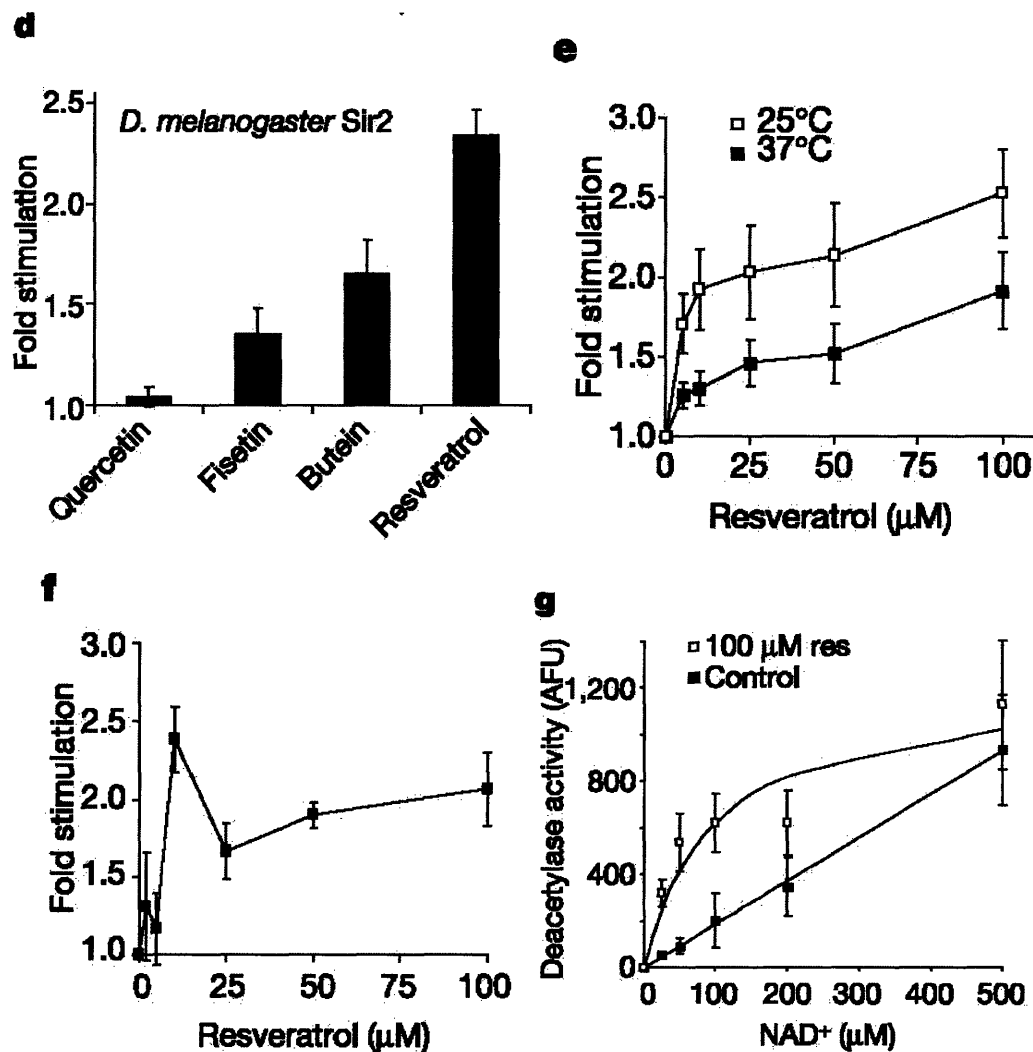 d
D. melanogaster Sir2
Fold stimulation
2.5
2.0
1.5
1.0
Quercetin
Fisetin
Butein
Resveratrol
e
25°C
37°C
Fold stimulation
3.0
2.5
2.0
1.5
1.0
0 25 50 75 100
Resveratrol (μM)
f
Fold stimulation
3.0
2.5
2.0
1.5
1.0
0 25 50 75 100
Resveratrol (μM)
g
100 μM res
Control
Deacetylase activity (AFU)
1,200
800
400
0
0 100 200 300 400 500
NAD⁺ (μM)